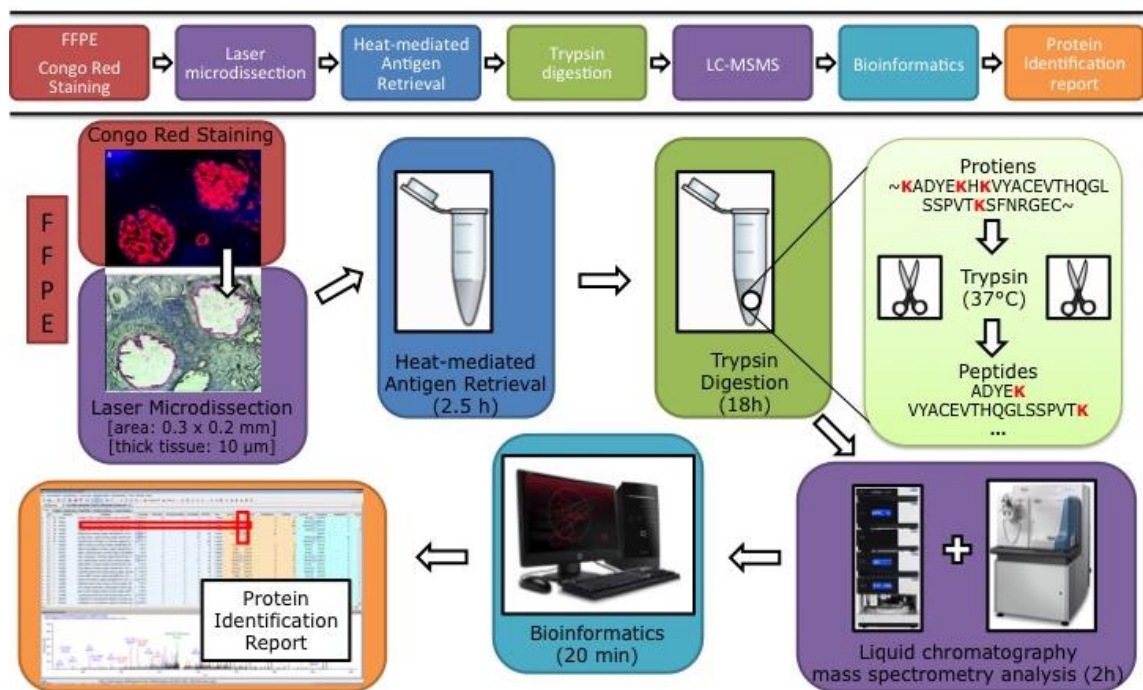 FFPE
Congo Red
Staining
Laser
microdissection
Heat-mediated
Antigen
Retrieval
Trypsin
digestion
LC-MSMS
Bioinformatics
Protein
Identification
report
Congo Red Staining
F
F
P
E
Laser Microdissection
[area: 0.3 x 0.2 mm]
[thick tissue: 10 µm]
Heat-mediated
Antigen Retrieval
(2.5 h)
Trypsin
Digestion
(18h)
Protiens
~KADYEKHKVYACEVTHQGL
SSPVTKSFNRGEC~
Trypsin
(37°C)
Peptides
ADYEK
VYACEVTHQGLSSPVTK
...
Protein
Identification
Report
Bioinformatics
(20 min)
+
Liquid chromatography
mass spectrometry analysis (2h)